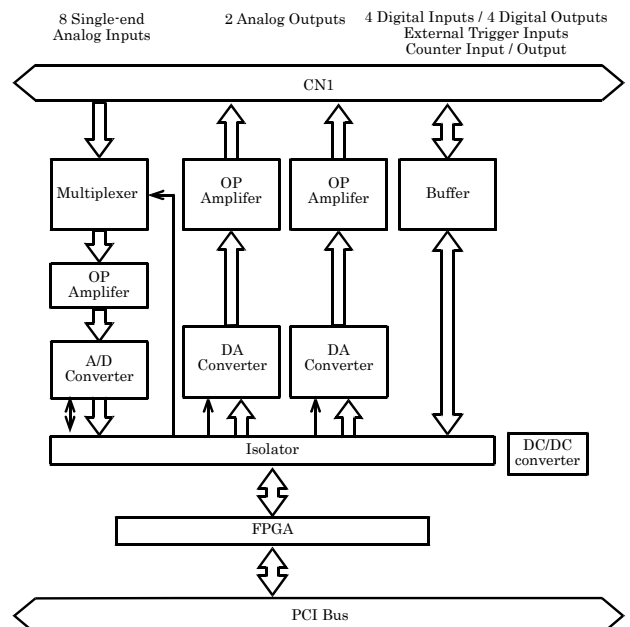 8 Single-end
Analog Inputs
2 Analog Outputs
4 Digital Inputs / 4 Digital Outputs
External Trigger Inputs
Counter Input / Output
CN1
Multiplexer
OP
Amplifer
OP
Amplifer
Buffer
OP
Amplifer
A/D
Converter
DA
Converter
DA
Converter
Isolator
DC/DC
converter
FPGA
PCI Bus